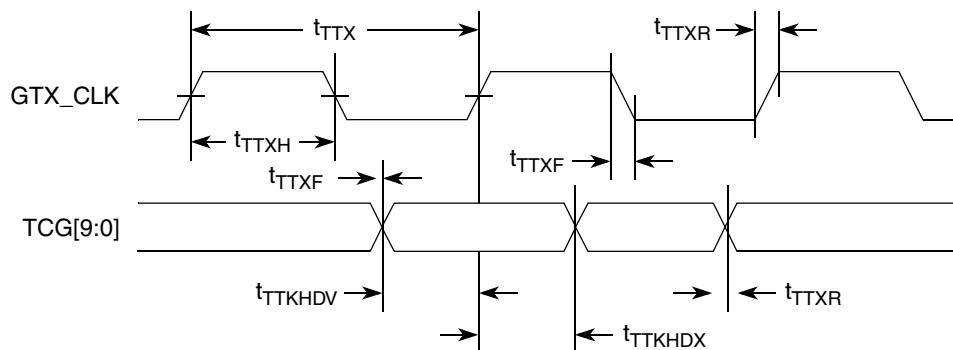 tTTX
tTTXR
GTX_CLK
tTTXH
tTTXF
tTTXF
TCG[9:0]
tTTKHDV
tTTXR
tTTKHDX